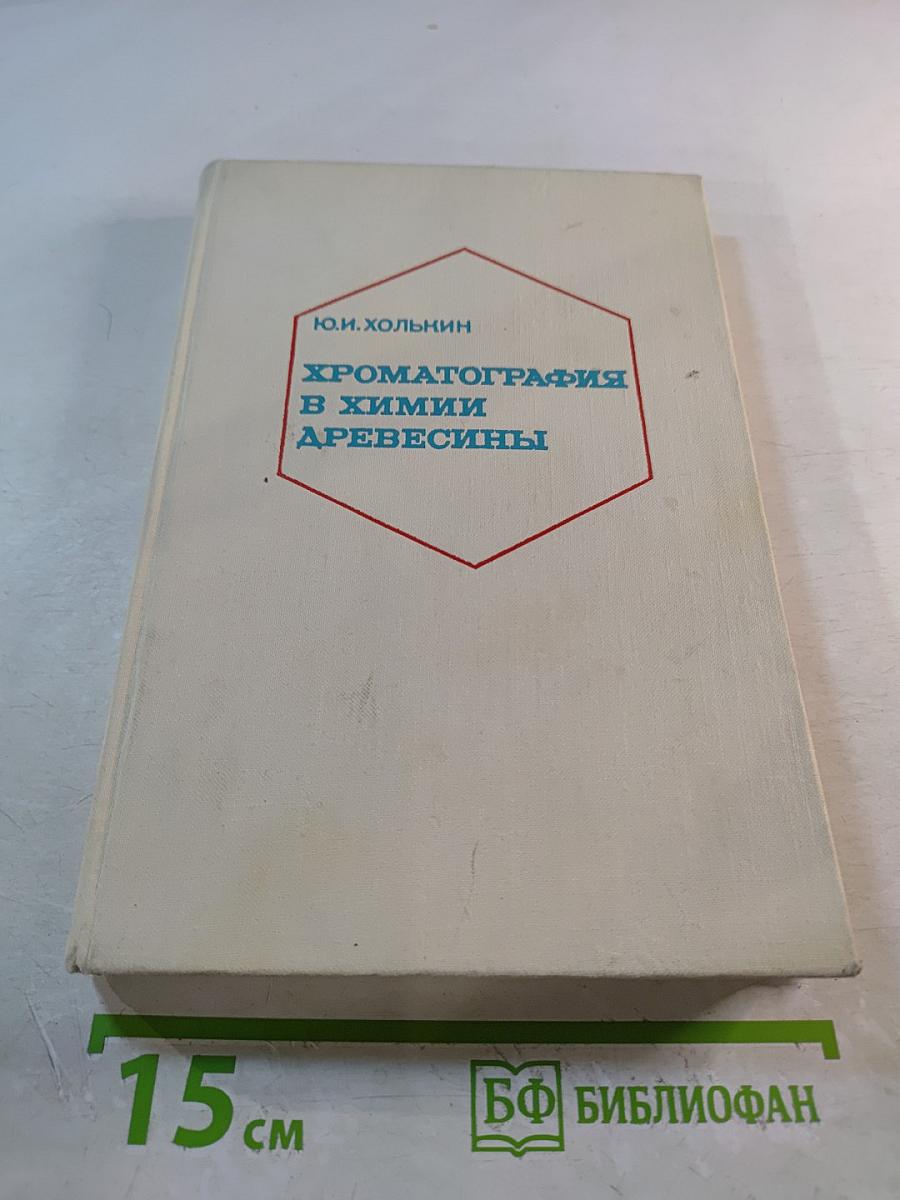 Ю.И.ХОЛЬКИН
ХРОМАТОГРАФИЯ
В ХИМИИ
ДРЕВЕСИНЫ
15 см
БФ БИБЛИОФАН